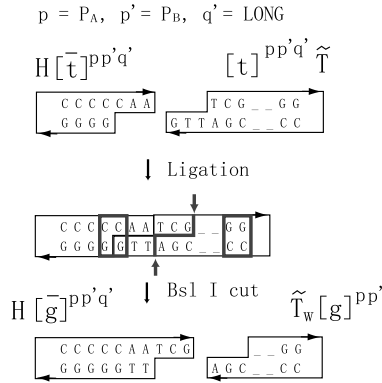 p = P_A, p' = P_B, q' = LONG
H[t̄]^pp'q' [t]^pp'q' T̃
C C C C C A A T C G _ _ G G
G G G G G T T A G C _ _ C C
Ligation
C C C C C A A T C G _ _ G G
G G G G G T T A G C _ _ C C
Bsl I cut
H[ḡ]^pp'q' T̃_W[g]^pp'
C C C C C A A T C G _ _ G G
G G G G G T T A G C _ _ C C